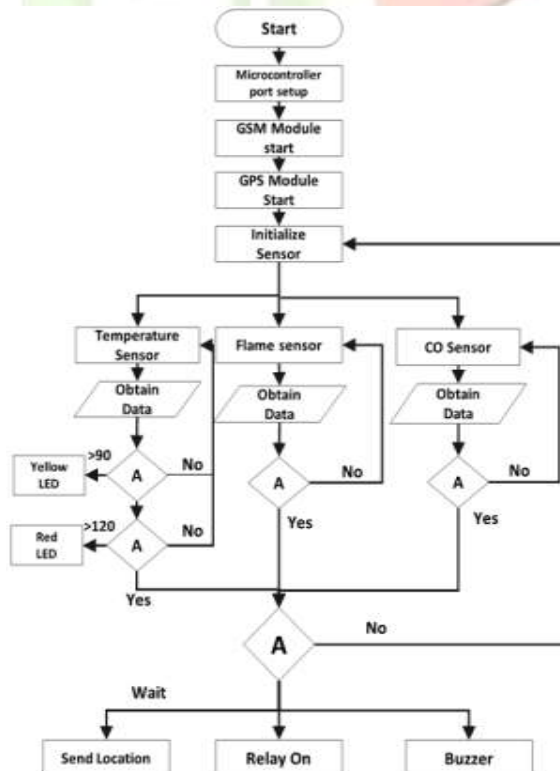 Start
Microcontroller
port setup
GSM Module
start
GPS Module
Start
Initialize
Sensor
Temperature
Sensor
Flame sensor
CO Sensor
Obtain
Data
Obtain
Data
Obtain
Data
>90
Yellow
LED
A
No
A
No
A
No
>120
Red
LED
A
No
Yes
Yes
Yes
A
No
Wait
Send Location
Relay On
Buzzer